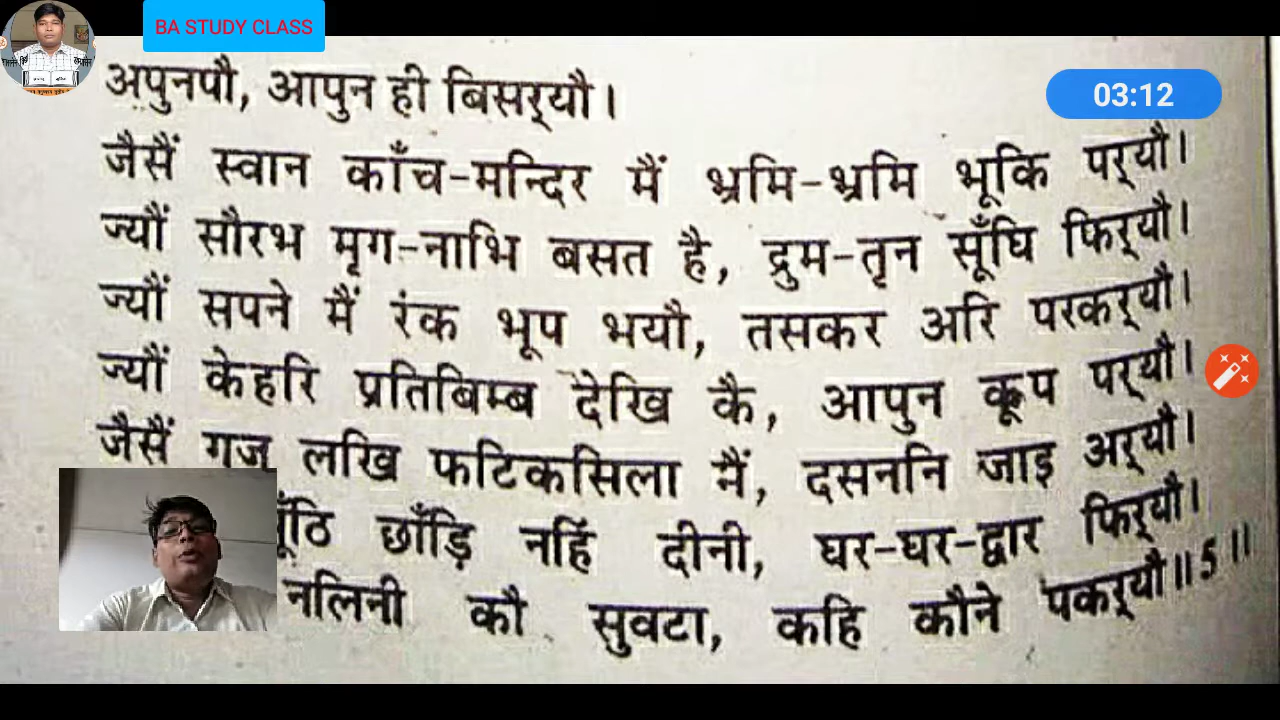 BA STUDY CLASS
03:12
अपुनपौ, आपुन ही बिसर्‌यौ।
जैसैं स्वान काँच-मन्दिर मैं भ्रमि-भ्रमि भूकि पर्‌यौ।
ज्यौं सौरभ मृग-नाभि बसत है, द्रुम-तृन सूँघि फिर्‌यौ।
ज्यौं सपने मैं रंक भूप भयौ, तसकर अरि परकर्‌यौ।
ज्यौं केहरि प्रतिबिम्ब देखि कै, आपुन कूप पर्‌यौ।
जैसैं गज लखि फटिकसिला मैं, दसननि जाइ अर्‌यौ।
छाँड़ि नहिं दीनी, घर-घर-द्वार फिर्‌यौ।
नलिनी कौ सुवटा, कहि कौने पकर्‌यौ॥5॥